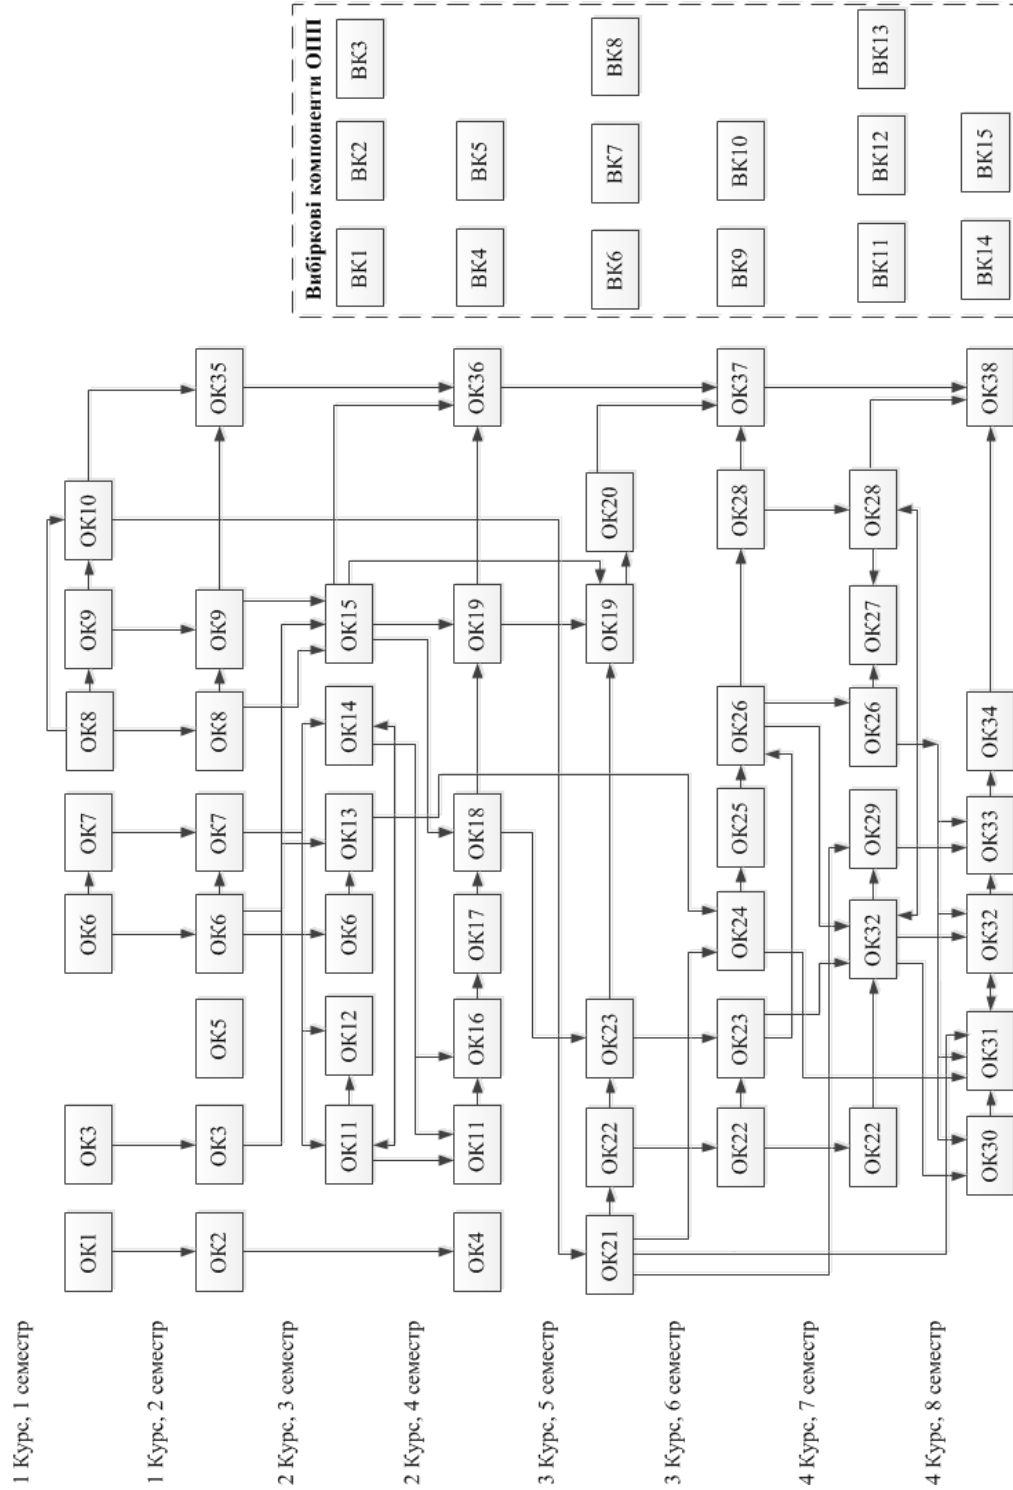 1 Курс, 1 семестр
ОК1
ОК3
ОК6
ОК7
ОК8
ОК9
ОК10
1 Курс, 2 семестр
ОК2
ОК3
ОК5
ОК6
ОК7
ОК8
ОК9
ОК35
2 Курс, 3 семестр
ОК11
ОК12
ОК6
ОК13
ОК14
ОК15
2 Курс, 4 семестр
ОК4
ОК11
ОК16
ОК17
ОК18
ОК19
ОК36
3 Курс, 5 семестр
ОК21
ОК22
ОК23
ОК19
ОК20
3 Курс, 6 семестр
ОК22
ОК23
ОК24
ОК25
ОК26
ОК28
ОК37
4 Курс, 7 семестр
ОК22
ОК32
ОК29
ОК26
ОК27
ОК28
4 Курс, 8 семестр
ОК30
ОК31
ОК32
ОК33
ОК34
ОК38
Вибіркові компоненти ОПП
ВК1
ВК2
ВК3
ВК4
ВК5
ВК6
ВК7
ВК8
ВК9
ВК10
ВК11
ВК12
ВК13
ВК14
ВК15